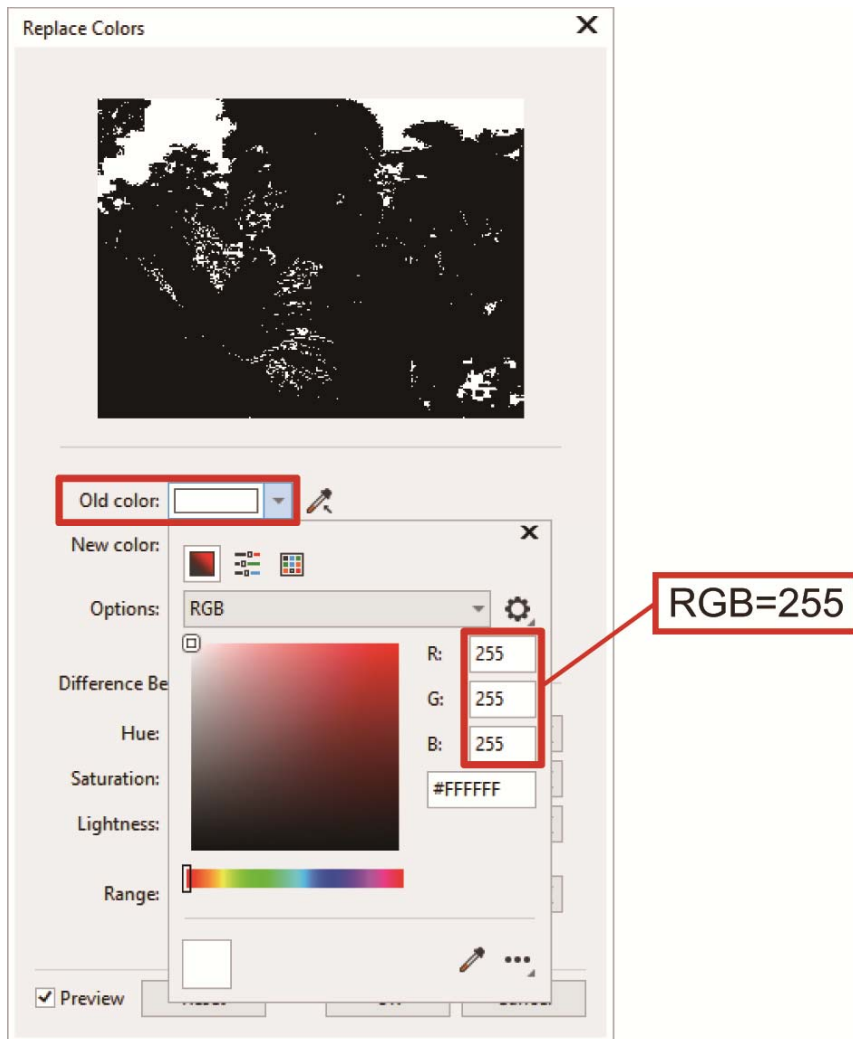 Replace Colors
Old color:
New color:
Options: RGB
R: 255
RGB=255
Difference Be
G: 255
Hue:
B: 255
Saturation:
#FFFFFF
Lightness:
Range:
Preview